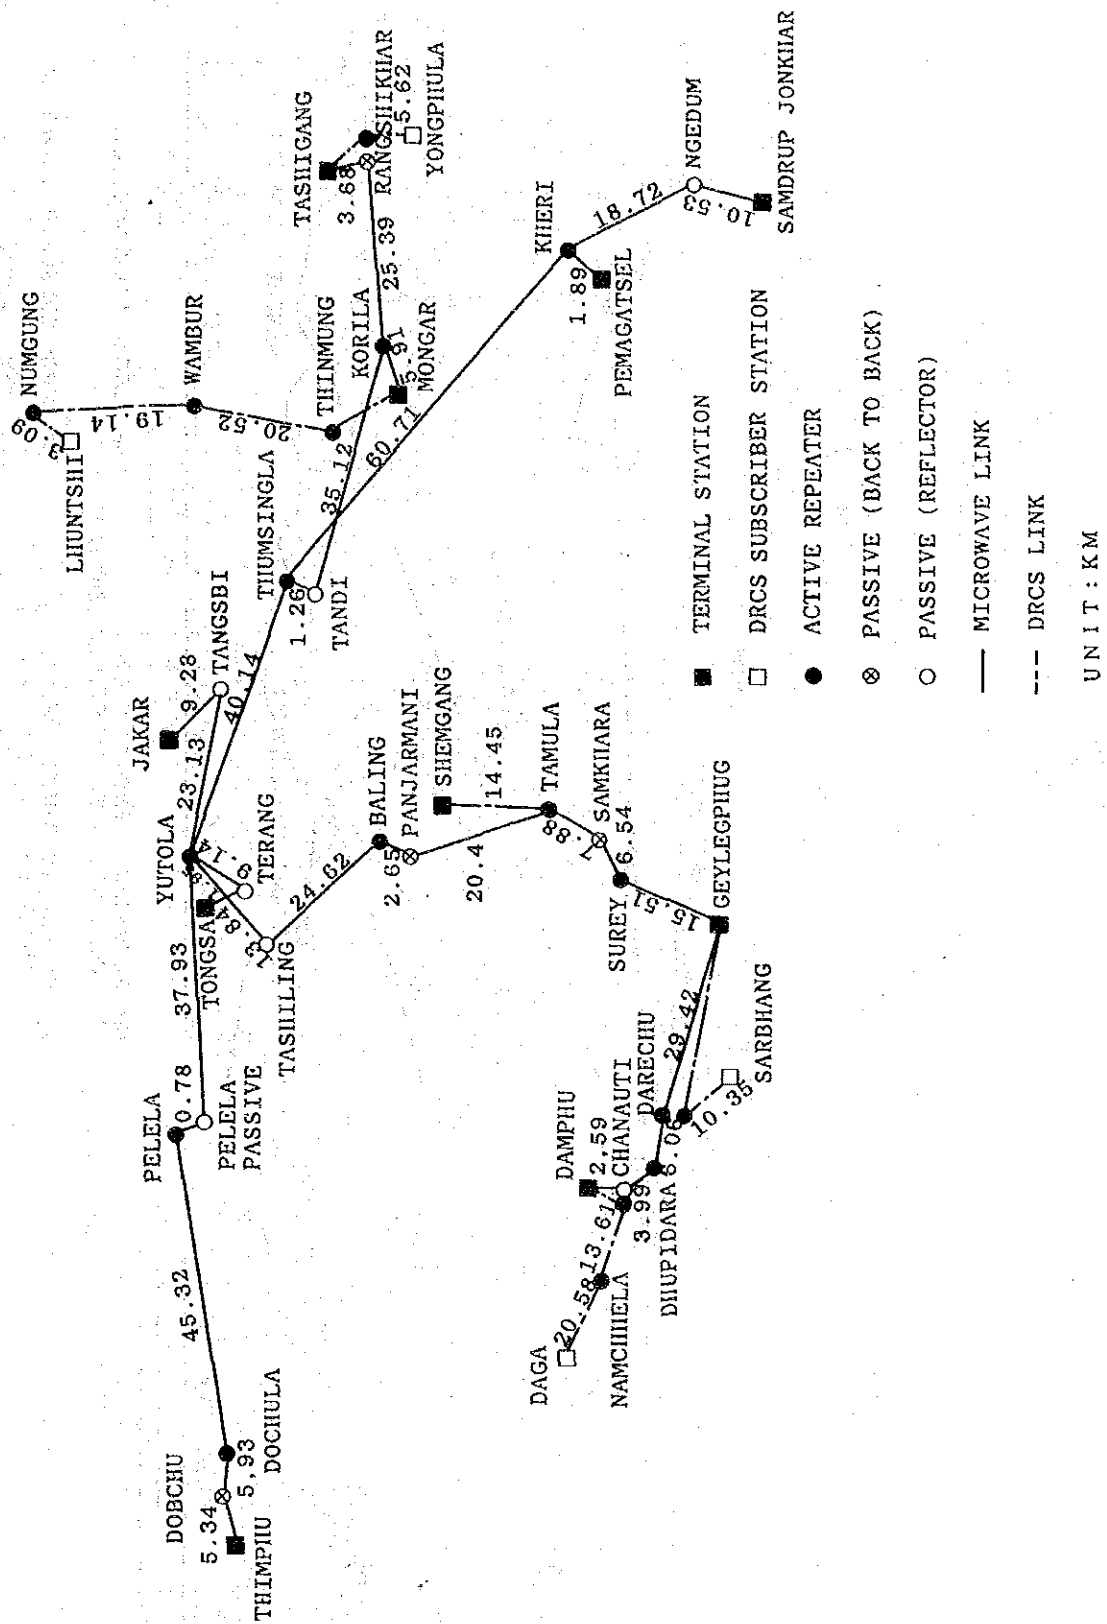 NUMGUNG
3.09
LHUNTSHI
19.14
WAMBUR
20.52
THINMUNG
TASHIGANG
3.68
RANGSHIKHAR
5.62
YONGPHULA
25.39
KORILA
5.91
MONGAR
35.12
THUMSINGLA
1.26
TANDI
60.71
KHERI
1.89
PEMAGATSEL
18.72
NGEDUM
10.53
SAMDRUP JONKHAR
JAKAR
9.28
TANGSBI
23.13
40.14
YUTOLA
9.14
TERANG
TONGSA
TASHILING
24.62
BALING
2.65
PANJARMANI
20.4
SHEMGANG
14.45
TAMULA
SAMKHARA
6.54
SUREY
15.51
GEYLEGPHUG
29.42
SARBHANG
10.35
DARECHU
6.06
DHUPIDARA
3.99
CHANAUTI
2,59
DAMPHU
13.61
NAMCHHELA
20.58
DAGA
37.93
0.78
PELELA
PELELA
PASSIVE
45.32
DOCHULA
5,93
DOBCHU
5.34
THIMPHU
TERMINAL STATION
DRCS SUBSCRIBER STATION
ACTIVE REPEATER
PASSIVE (BACK TO BACK)
PASSIVE (REFLECTOR)
MICROWAVE LINK
DRCS LINK
UNIT:KM